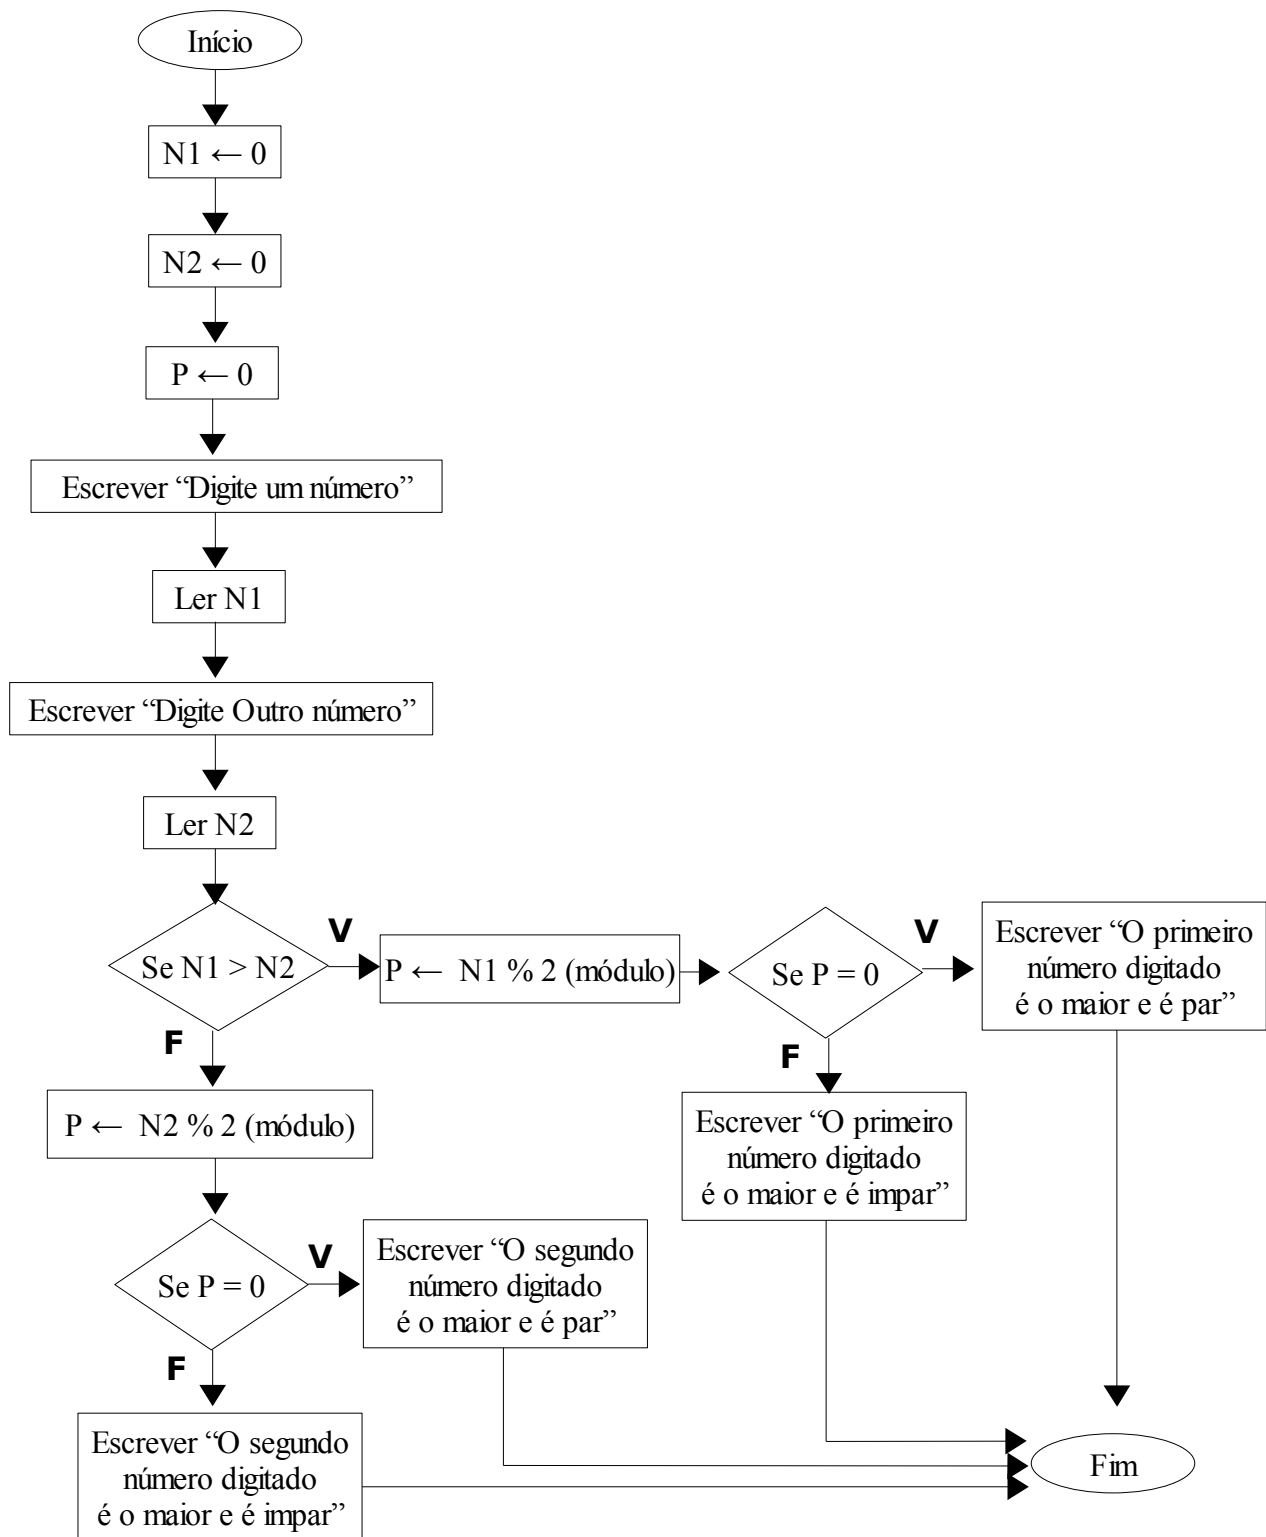 Início
N1 ← 0
N2 ← 0
P ← 0
Escrever “Digite um número”
Ler N1
Escrever “Digite Outro número”
Ler N2
Se N1 > N2
V
P ← N1 % 2 (módulo)
Se P = 0
V
Escrever “O primeiro
número digitado
é o maior e é par”
F
Escrever “O primeiro
número digitado
é o maior e é impar”
F
P ← N2 % 2 (módulo)
Se P = 0
V
Escrever “O segundo
número digitado
é o maior e é par”
F
Escrever “O segundo
número digitado
é o maior e é impar”
Fim